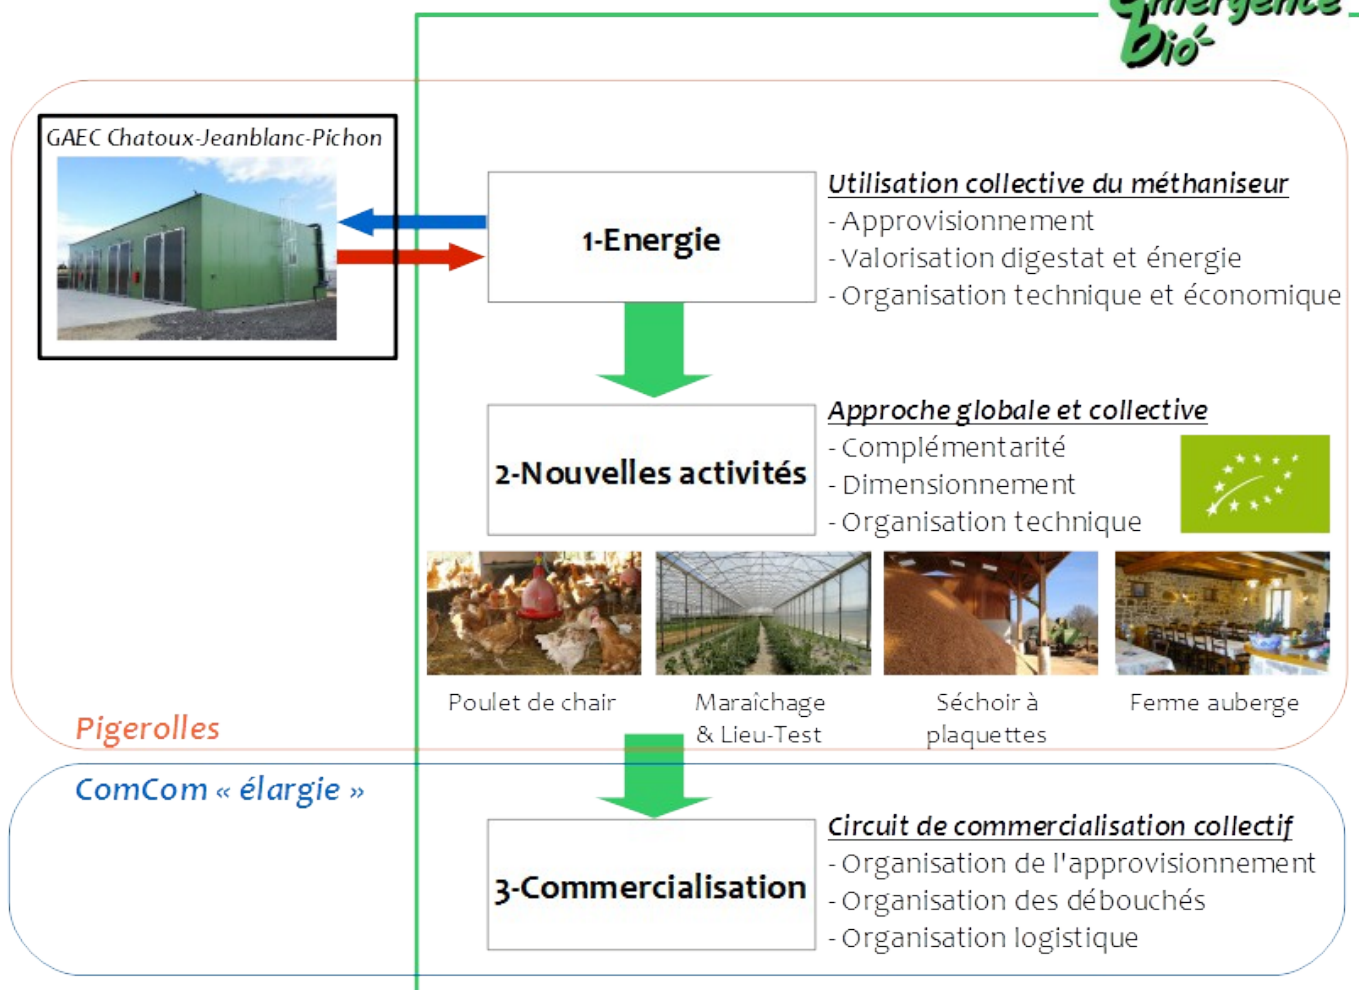 émergence
bio
GAEC Chatoux-Jeanblanc-Pichon
1-Energie
Utilisation collective du méthaniseur
- Approvisionnement
- Valorisation digestat et énergie
- Organisation technique et économique
2-Nouvelles activités
Approche globale et collective
- Complémentarité
- Dimensionnement
- Organisation technique
Poulet de chair
Maraîchage
& Lieu-Test
Séchoir à
plaquettes
Ferme auberge
Pigerolles
ComCom « élargie »
3-Commercialisation
Circuit de commercialisation collectif
- Organisation de l'approvisionnement
- Organisation des débouchés
- Organisation logistique